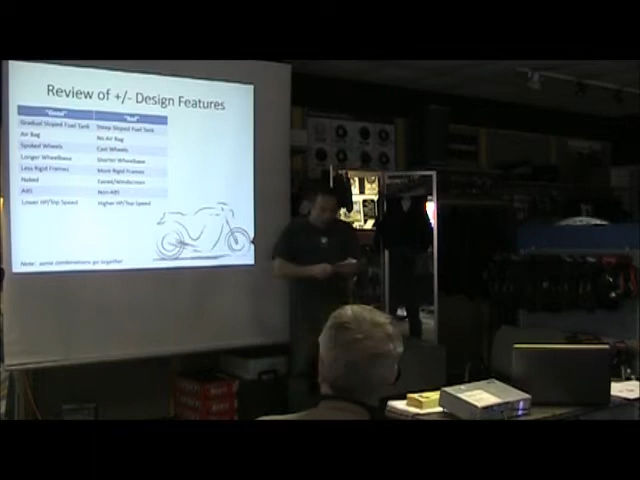 Review of +/- Design Features
"Good" "Bad"
Gradual Sloped Fuel Tank Steep Sloped Fuel Tank
Air Bag No Air Bag
Spoked Wheels Cast Wheels
Longer Wheelbase Shorter Wheelbase
Less Rigid Frames More Rigid Frames
Naked Faired/Windscreen
ABS Non-ABS
Lower HP/Top Speed Higher HP/Top Speed
Note: some combinations go together